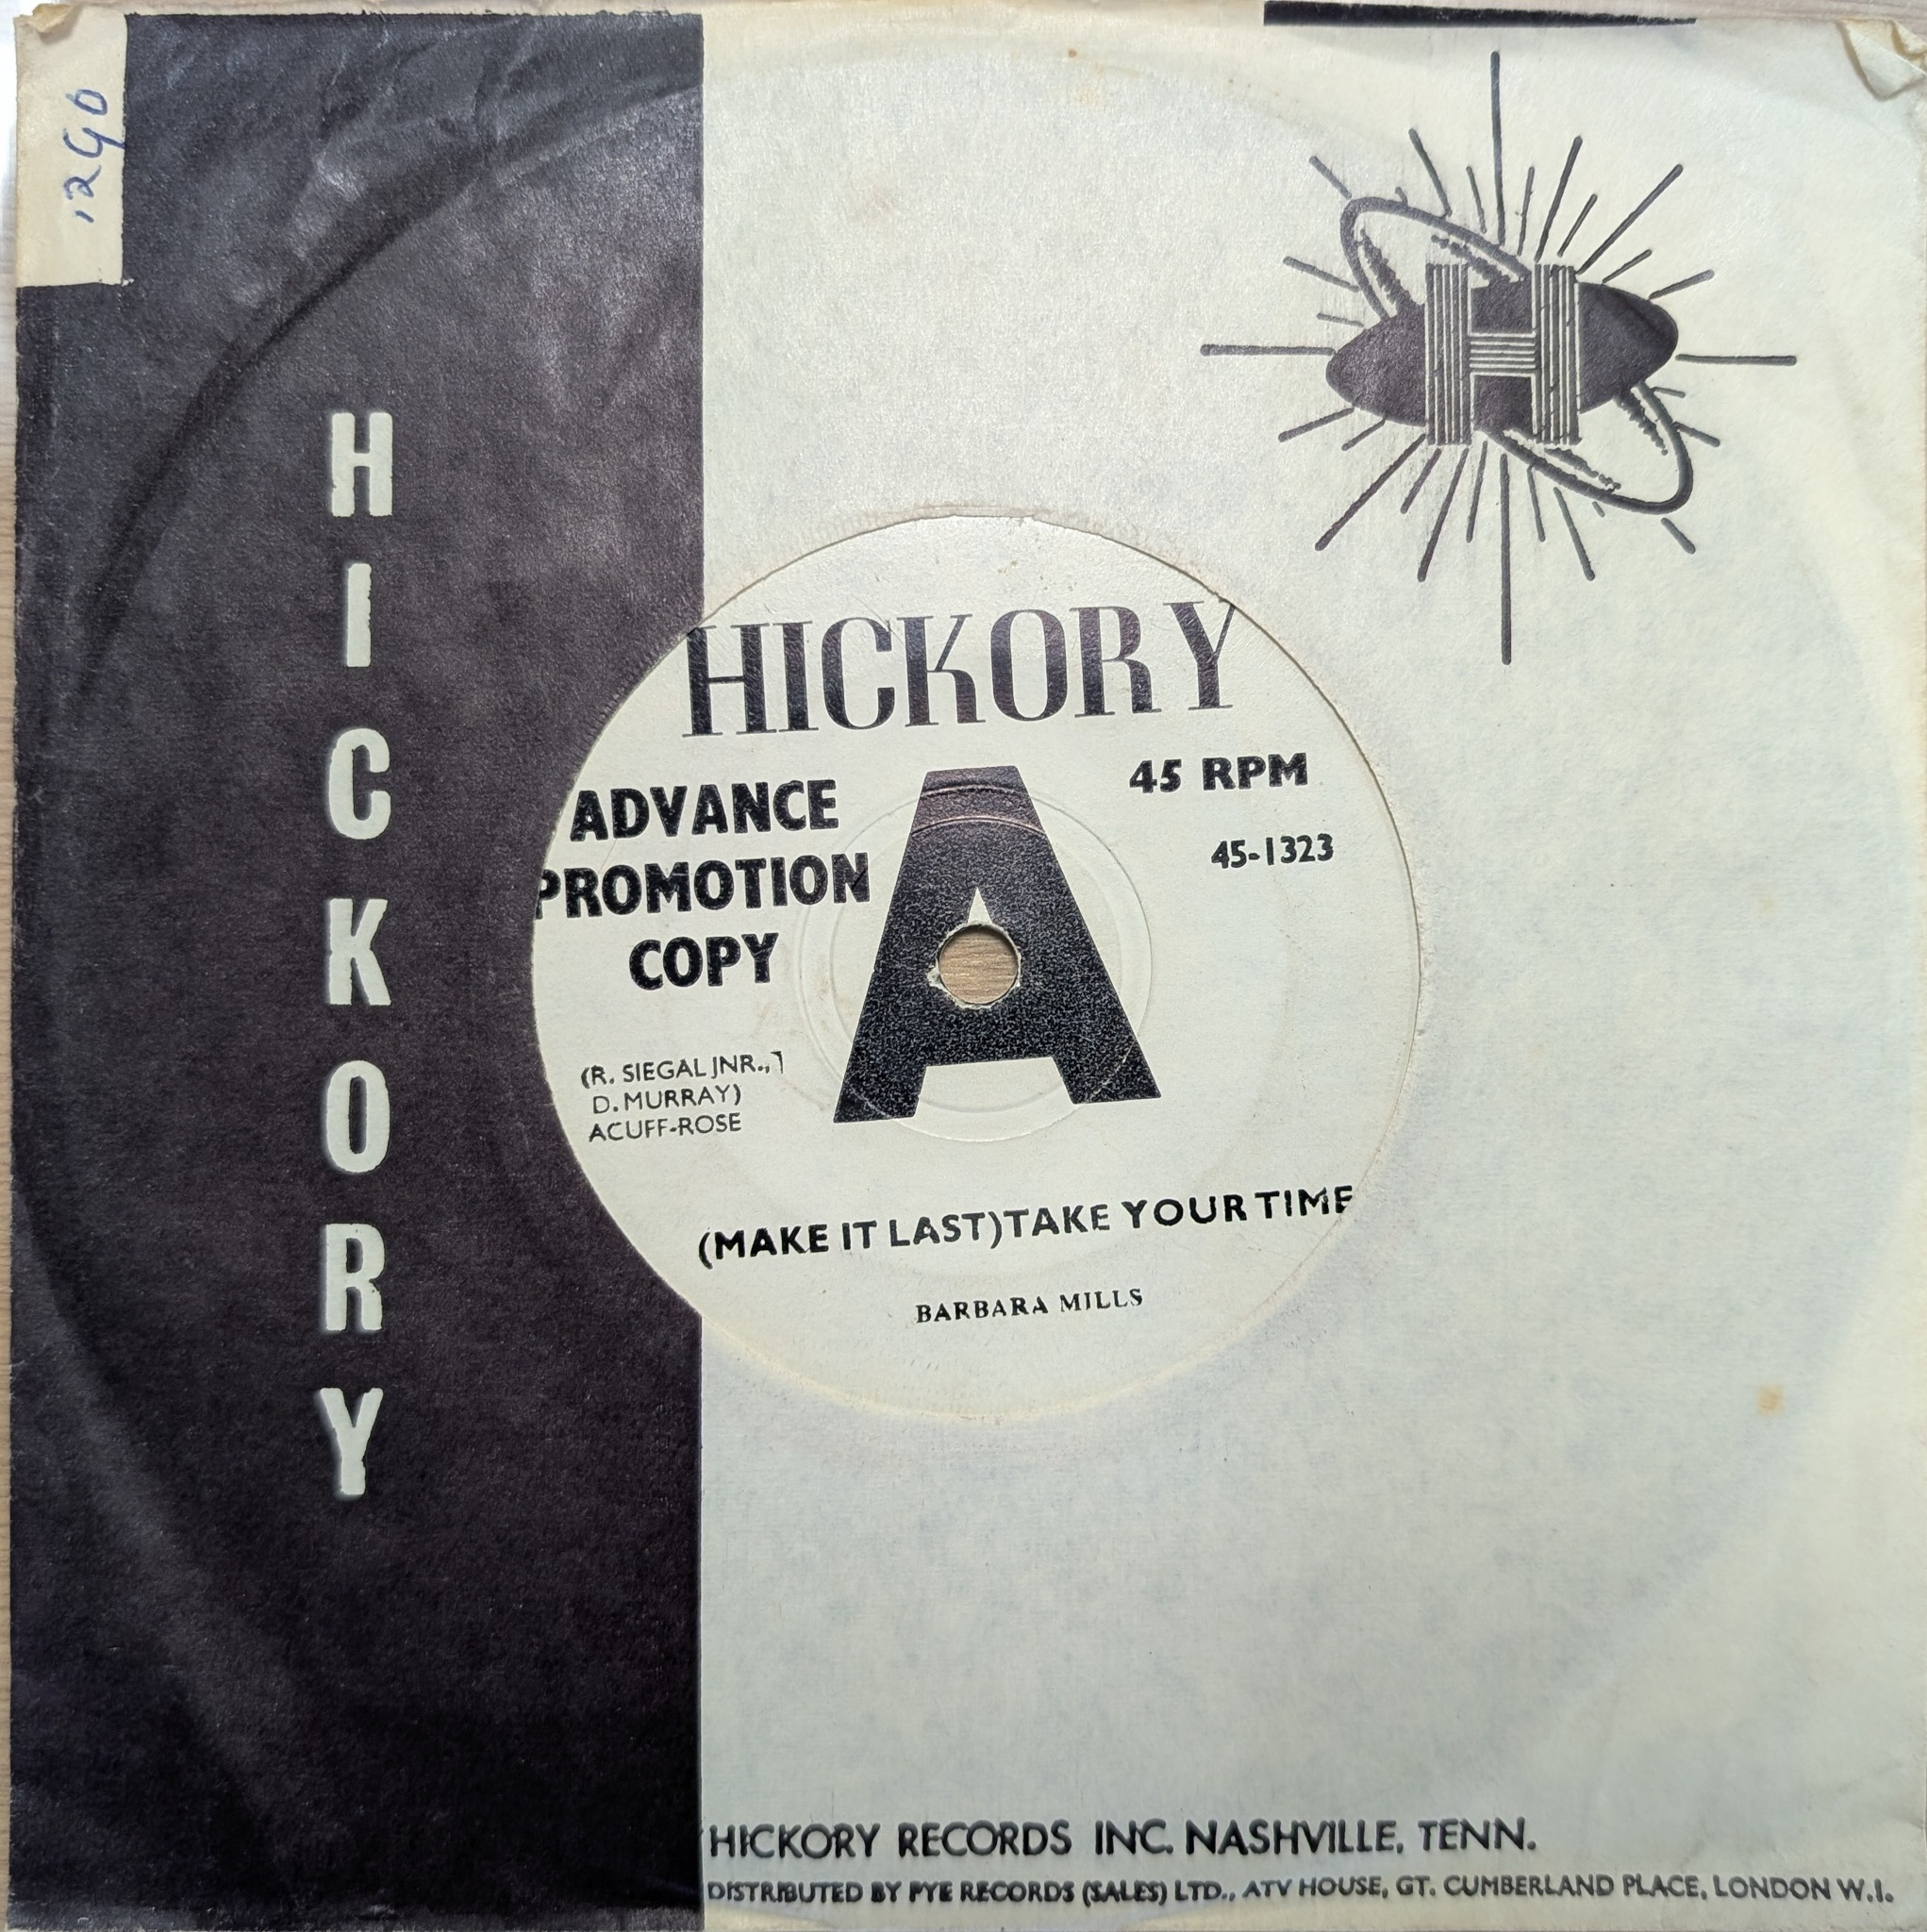 1290
HICKORY
H
HICKORY
ADVANCE
PROMOTION
COPY
45 RPM
45-1323
A
(R. SIEGAL JNR.,
D. MURRAY)
ACUFF-ROSE
(MAKE IT LAST) TAKE YOUR TIME
BARBARA MILLS
HICKORY RECORDS INC. NASHVILLE, TENN.
DISTRIBUTED BY PYE RECORDS (SALES) LTD., ATV HOUSE, GT. CUMBERLAND PLACE, LONDON W.1.